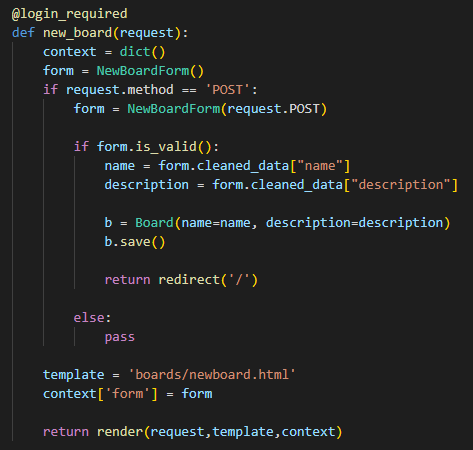 @login_required
def new_board(request):
    context = dict()
    form = NewBoardForm()
    if request.method == 'POST':
        form = NewBoardForm(request.POST)

        if form.is_valid():
            name = form.cleaned_data["name"]
            description = form.cleaned_data["description"]

            b = Board(name=name, description=description)
            b.save()

            return redirect('/')

        else:
            pass

    template = 'boards/newboard.html'
    context['form'] = form

    return render(request,template,context)